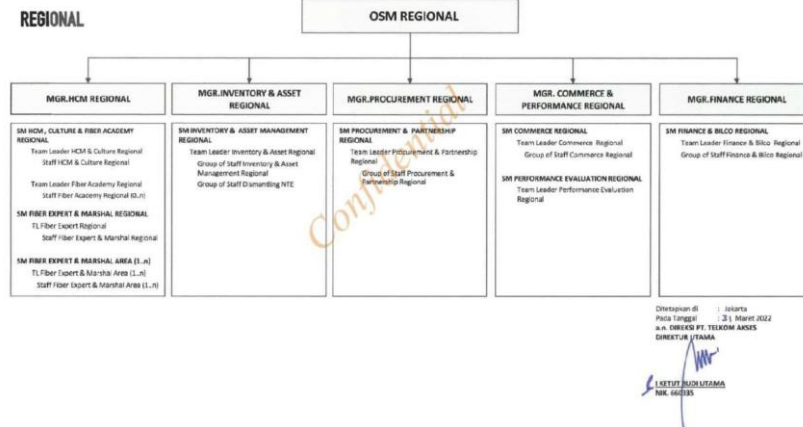 REGIONAL
OSM REGIONAL
MGR.HCM REGIONAL
SM HCM, CULTURE & FIBER ACADEMY
REGIONAL
Team Leader HCM & Culture Regional
Staff HCM & Culture Regional
Team Leader Fiber Academy Regional
Staff Fiber Academy Regional (0..n)
SM FIBER EXPERT & MARSHAL REGIONAL
TL Fiber Expert Regional
Staff Fiber Expert & Marshal Regional
SM FIBER EXPERT & MARSHAL AREA (1..n)
TL Fiber Expert & Marshal Area (1..n)
Staff Fiber Expert & Marshal Area (1..n)
MGR.INVENTORY & ASSET
REGIONAL
SM INVENTORY & ASSET MANAGEMENT
REGIONAL
Team Leader Inventory & Asset Regional
Group of Staff Inventory & Asset
Management Regional
Group of Staff Dismantling NTE
MGR.PROCUREMENT REGIONAL
SM PROCUREMENT & PARTNERSHIP
REGIONAL
Team Leader Procurement & Partnership
Regional
Group of Staff Procurement &
Partnership Regional
MGR. COMMERCE &
PERFORMANCE REGIONAL
SM COMMERCE REGIONAL
Team Leader Commerce Regional
Group of Staff Commerce Regional
SM PERFORMANCE EVALUATION REGIONAL
Team Leader Performance Evaluation
Regional
MGR.FINANCE REGIONAL
SM FINANCE & BILCO REGIONAL
Team Leader Finance & Bilco Regional
Group of Staff Finance & Bilco Regional
Confidential
Ditetapkan di : Jakarta
Pada Tanggal : 31 Maret 2022
a.n. DIREKSI PT. TELKOM AKSES
DIREKTUR UTAMA
I KETUT BUDI UTAMA
NIK.